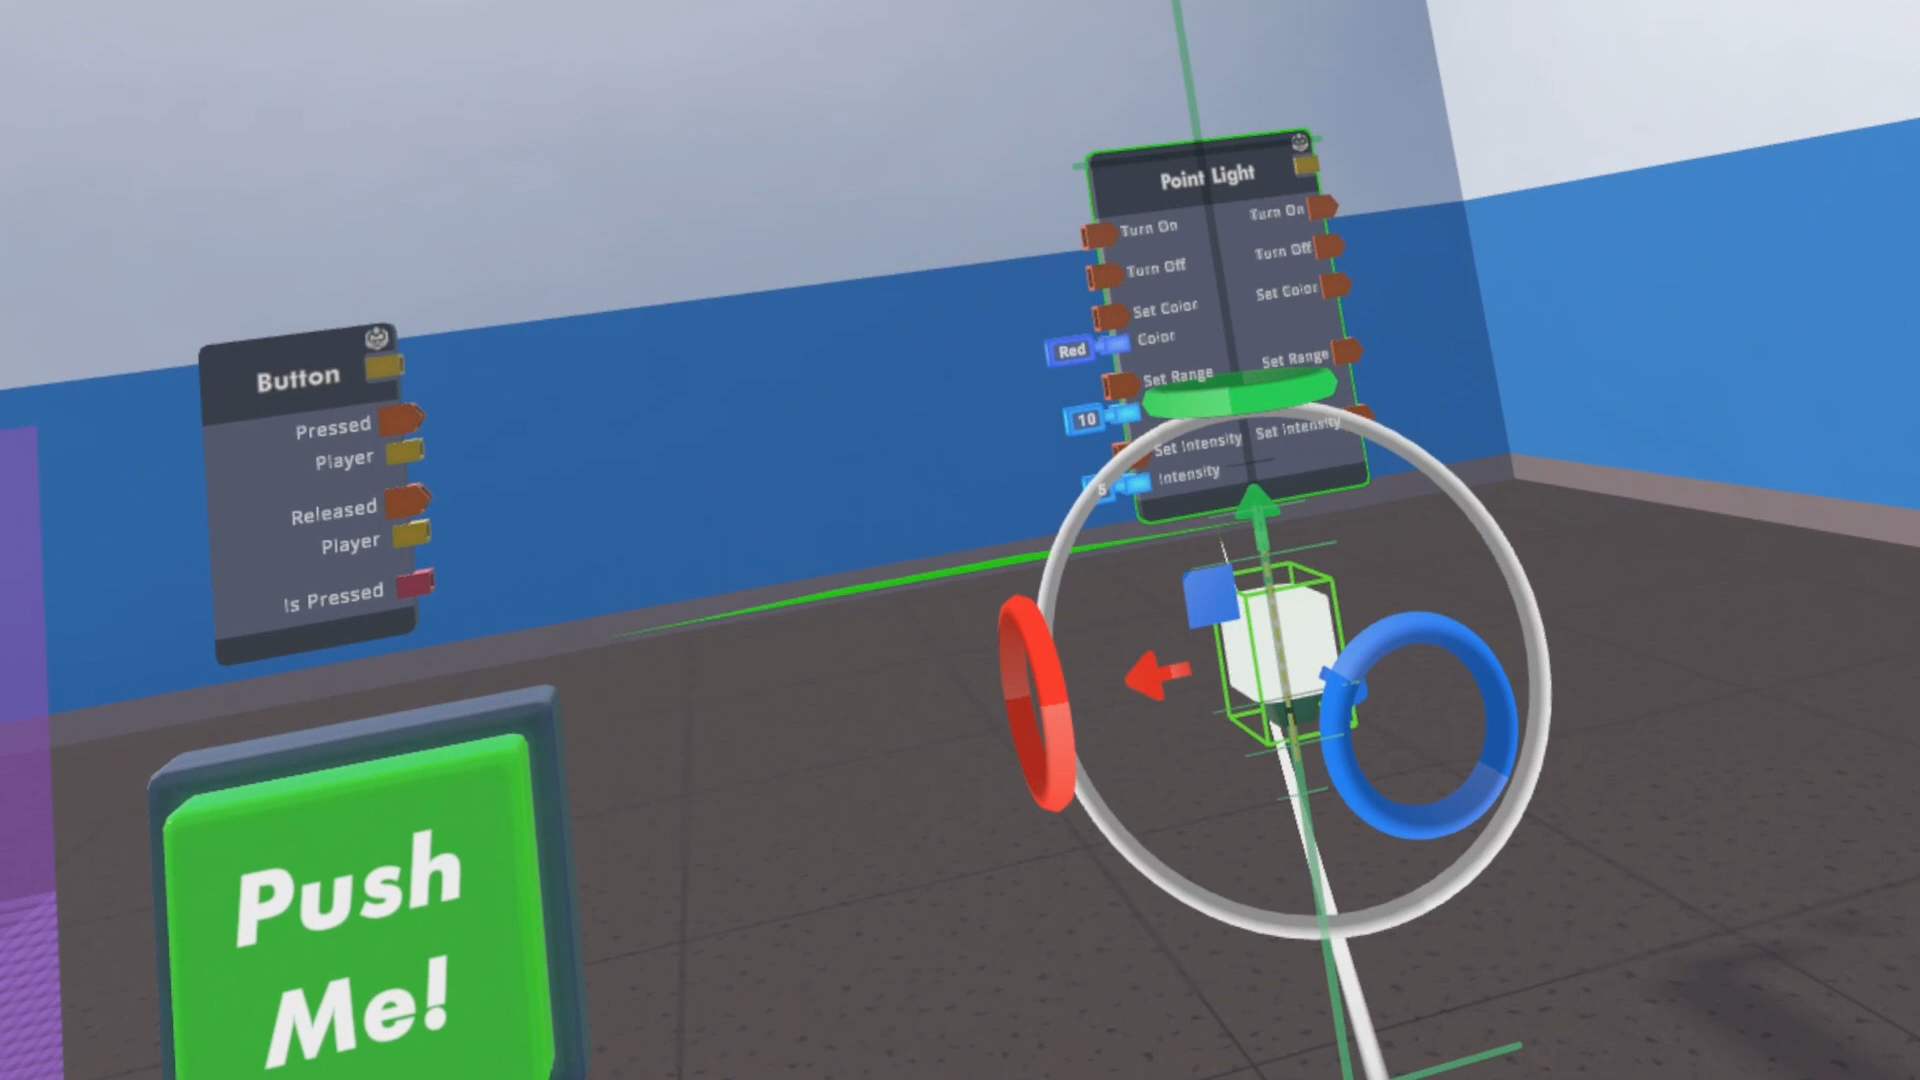 Point Light
Turn On
Turn On
Turn Off
Turn Off
Set Color
Set Color
Red
Color
Set Range
Set Range
10
Set Intensity
Set Intensity
5
Intensity
Button
Pressed
Player
Released
Player
Is Pressed
Push
Me!